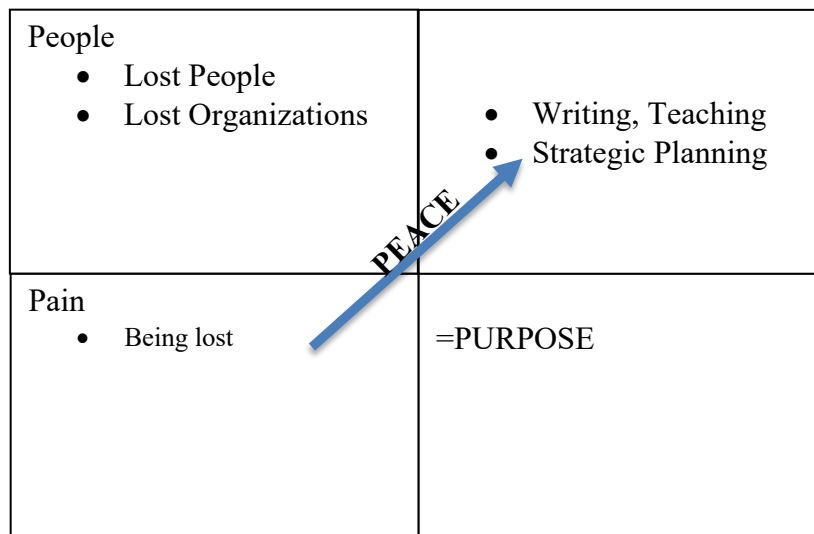 People
• Lost People
• Lost Organizations
• Writing, Teaching
• Strategic Planning
PEACE
Pain
• Being lost
=PURPOSE